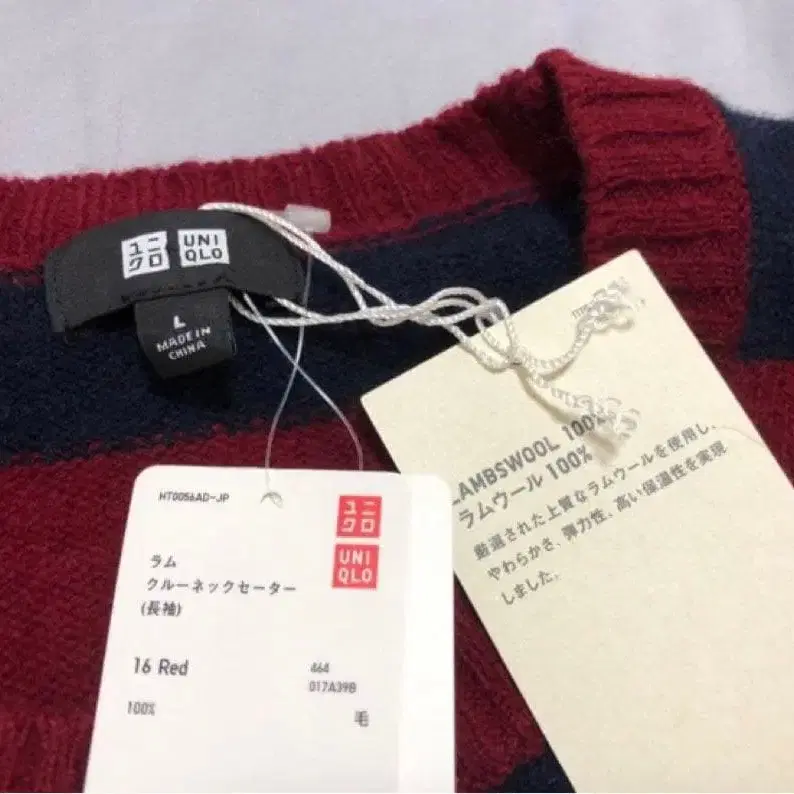 ユニ
クロ
UNI
QLO
L
MADE IN
CHINA
HT0056AD-JP
ユニ
クロ
UNI
QLO
ラム
クルーネックセーター
(長袖)
16 Red
464
017A39B
100%
毛
LAMBSWOOL 100%
ラムウール 100%
厳選された上質なラムウールを使用し、
やわらかさ、弾力性、高い保温性を実現
しました。